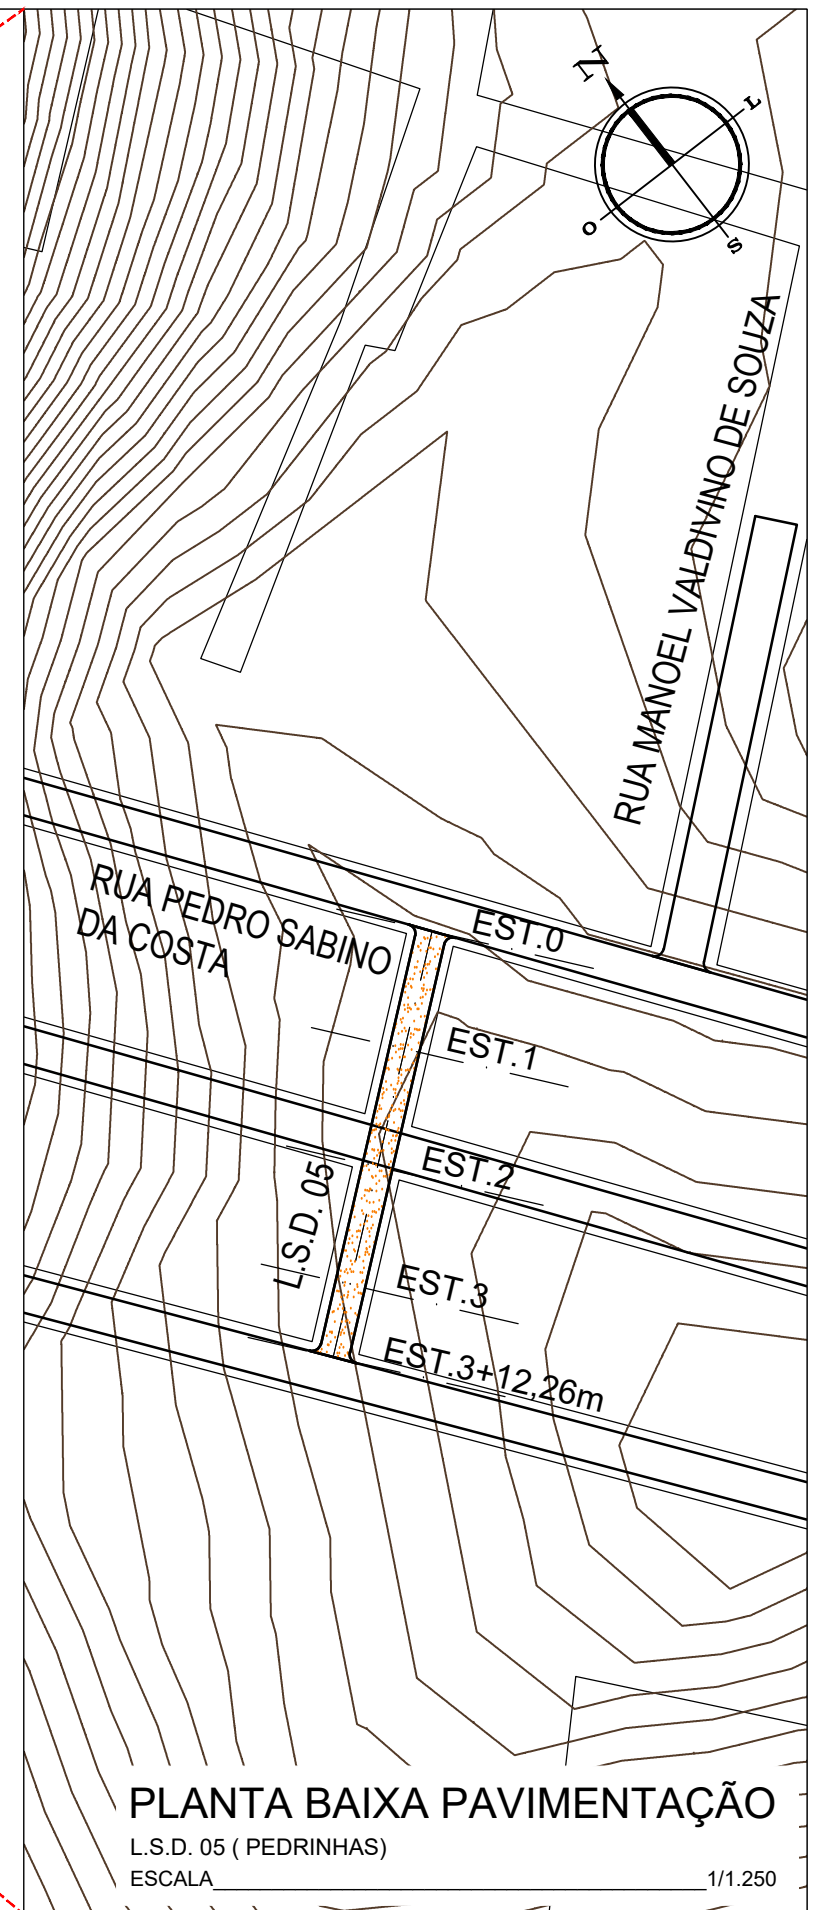 N
L
O
S
RUA MANOEL VALDIVINO DE SOUZA
RUA PEDRO SABINO
DA COSTA
EST.0
EST.1
EST.2
L.S.D. 05
EST.3
EST.3+12,26m
PLANTA BAIXA PAVIMENTAÇÃO
L.S.D. 05 ( PEDRINHAS)
ESCALA 1/1.250